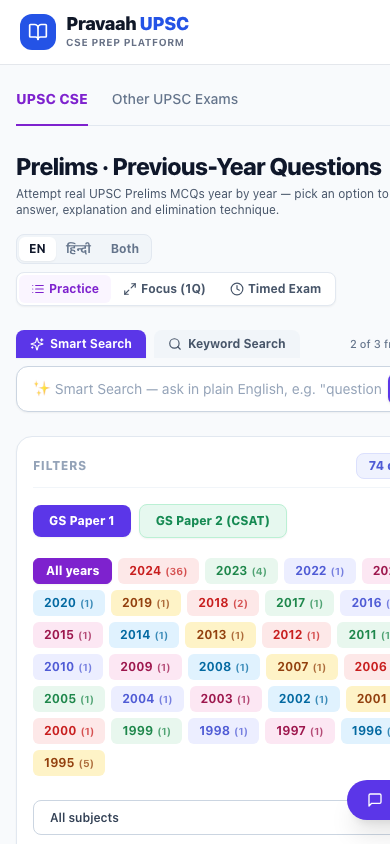 Pravaah UPSC
CSE PREP PLATFORM
UPSC CSE Other UPSC Exams
Prelims · Previous-Year Questions
Attempt real UPSC Prelims MCQs year by year — pick an option to
answer, explanation and elimination technique.
EN हिन्दी Both
Practice Focus (1Q) Timed Exam
Smart Search Keyword Search 2 of 3
✨ Smart Search — ask in plain English, e.g. "question
FILTERS 74
GS Paper 1 GS Paper 2 (CSAT)
All years 2024 (36) 2023 (4) 2022 (1)
2020 (1) 2019 (1) 2018 (2) 2017 (1) 2016
2015 (1) 2014 (1) 2013 (1) 2012 (1) 2011
2010 (1) 2009 (1) 2008 (1) 2007 (1) 2006
2005 (1) 2004 (1) 2003 (1) 2002 (1) 2001
2000 (1) 1999 (1) 1998 (1) 1997 (1) 1996
1995 (5)
All subjects